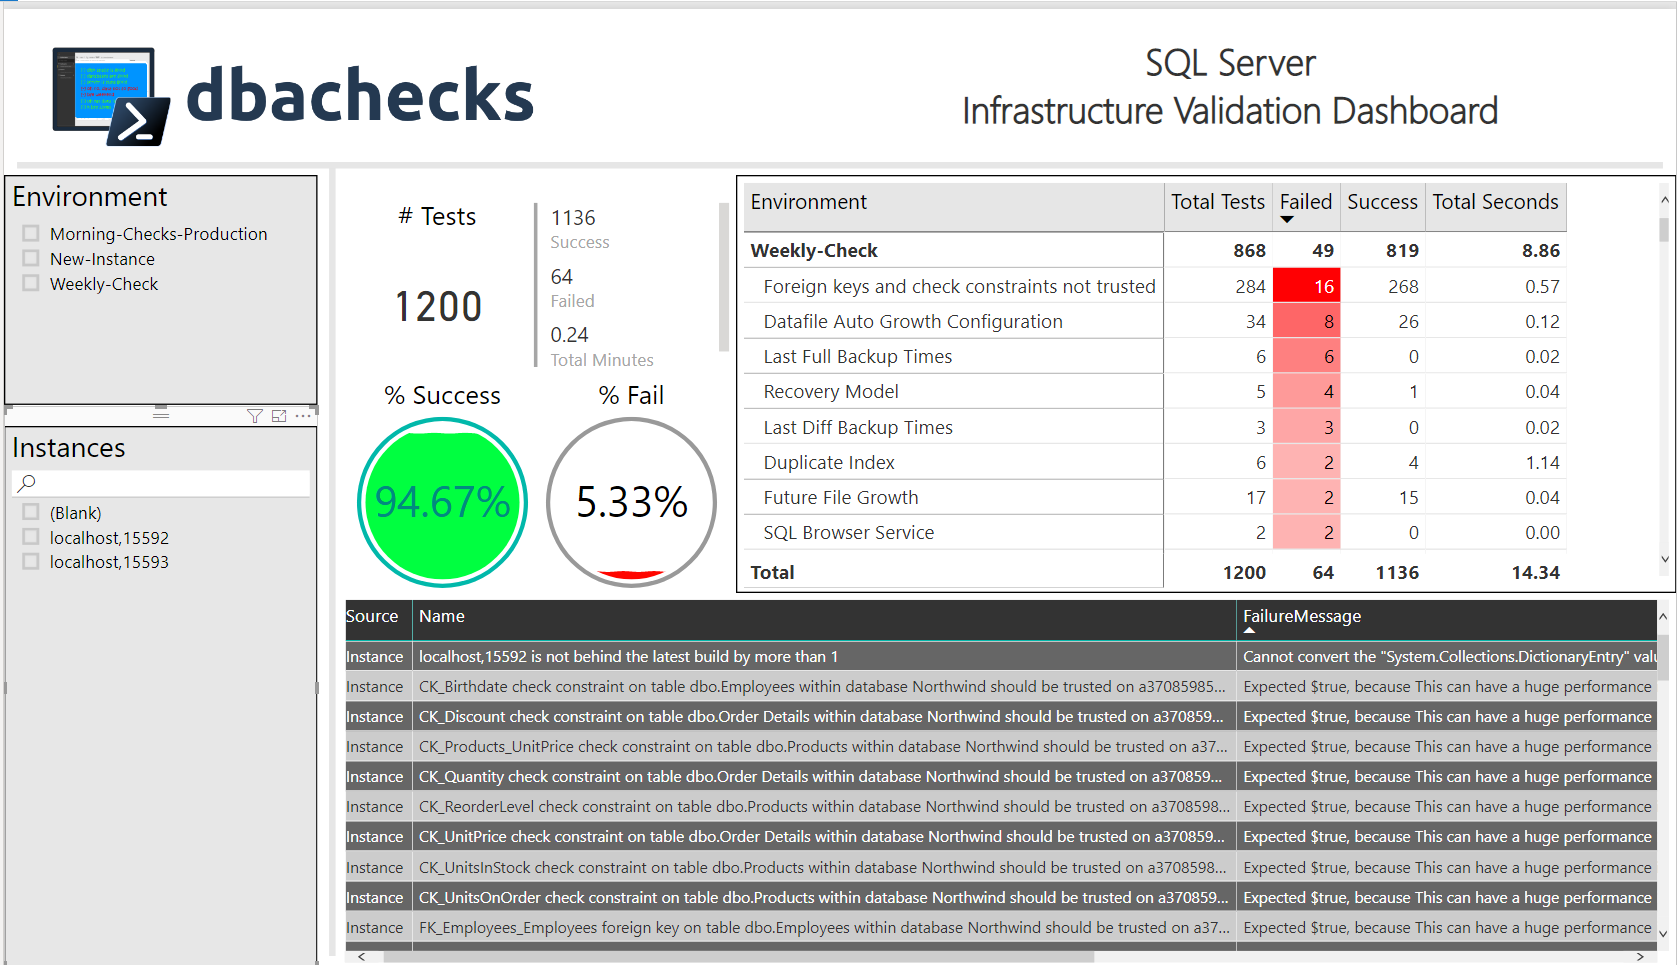 dbachecks
SQL Server
Infrastructure Validation Dashboard
Environment
Morning-Checks-Production
New-Instance
Weekly-Check
Instances
(Blank)
localhost,15592
localhost,15593
# Tests
1200
1136
Success
64
Failed
0.24
Total Minutes
% Success
94.67%
% Fail
5.33%
Environment Total Tests Failed Success Total Seconds
Weekly-Check 868 49 819 8.86
Foreign keys and check constraints not trusted 284 16 268 0.57
Datafile Auto Growth Configuration 34 8 26 0.12
Last Full Backup Times 6 6 0 0.02
Recovery Model 5 4 1 0.04
Last Diff Backup Times 3 3 0 0.02
Duplicate Index 6 2 4 1.14
Future File Growth 17 2 15 0.04
SQL Browser Service 2 2 0 0.00
Total 1200 64 1136 14.34
Source Name FailureMessage
Instance localhost,15592 is not behind the latest build by more than 1 Cannot convert the "System.Collections.DictionaryEntry" valu
Instance CK_Birthdate check constraint on table dbo.Employees within database Northwind should be trusted on a37085985... Expected $true, because This can have a huge performance
Instance CK_Discount check constraint on table dbo.Order Details within database Northwind should be trusted on a370859... Expected $true, because This can have a huge performance
Instance CK_Products_UnitPrice check constraint on table dbo.Products within database Northwind should be trusted on a37... Expected $true, because This can have a huge performance
Instance CK_Quantity check constraint on table dbo.Order Details within database Northwind should be trusted on a370859... Expected $true, because This can have a huge performance
Instance CK_ReorderLevel check constraint on table dbo.Products within database Northwind should be trusted on a3708598... Expected $true, because This can have a huge performance
Instance CK_UnitPrice check constraint on table dbo.Order Details within database Northwind should be trusted on a370859... Expected $true, because This can have a huge performance
Instance CK_UnitsInStock check constraint on table dbo.Products within database Northwind should be trusted on a3708598... Expected $true, because This can have a huge performance
Instance CK_UnitsOnOrder check constraint on table dbo.Products within database Northwind should be trusted on a370859... Expected $true, because This can have a huge performance
Instance FK_Employees_Employees foreign key on table dbo.Employees within database Northwind should be trusted on a37... Expected $true, because This can have a huge performance